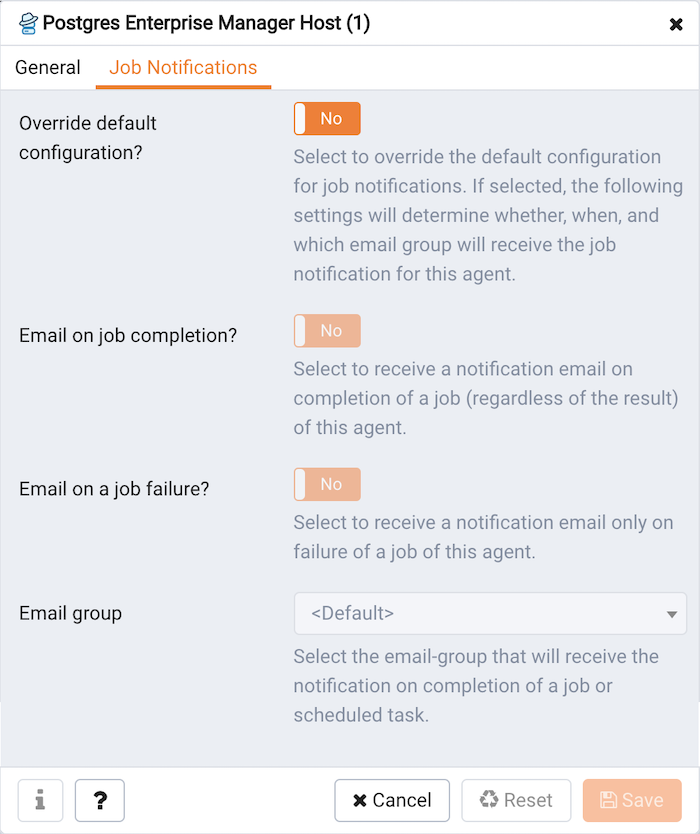 Postgres Enterprise Manager Host (1)
General Job Notifications
Override default
configuration?
No
Select to override the default configuration
for job notifications. If selected, the following
settings will determine whether, when, and
which email group will receive the job
notification for this agent.
Email on job completion?
No
Select to receive a notification email on
completion of a job (regardless of the result)
of this agent.
Email on a job failure?
No
Select to receive a notification email only on
failure of a job of this agent.
Email group
<Default>
Select the email-group that will receive the
notification on completion of a job or
scheduled task.
i ? Cancel Reset Save